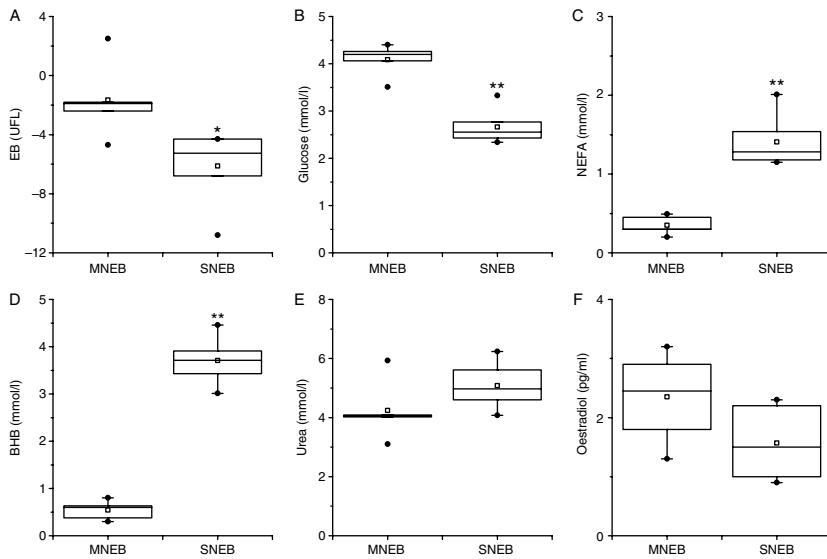 A
EB (UFL)
4
0
−4
−8
−12
*
MNEB SNEB
B
Glucose (mmol/l)
5
4
3
2
1
0
**
MNEB SNEB
C
NEFA (mmol/l)
3
2
1
0
**
MNEB SNEB
D
BHB (mmol/l)
5
4
3
2
1
0
**
MNEB SNEB
E
Urea (mmol/l)
8
6
4
2
0
MNEB SNEB
F
Oestradiol (pg/ml)
4
2
0
MNEB SNEB